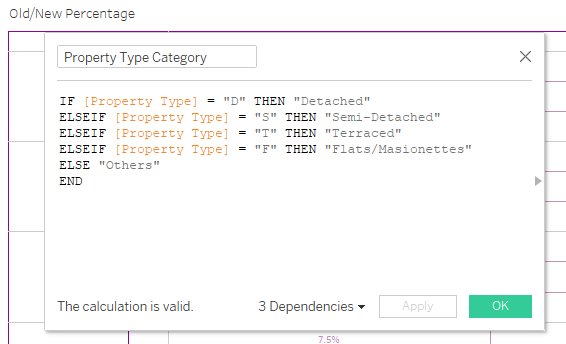 Old/New Percentage
Property Type Category
IF [Property Type] = "D" THEN "Detached"
ELSEIF [Property Type] = "S" THEN "Semi-Detached"
ELSEIF [Property Type] = "T" THEN "Terraced"
ELSEIF [Property Type] = "F" THEN "Flats/Masionettes"
ELSE "Others"
END
The calculation is valid.
3 Dependencies
Apply
OK
7.5%